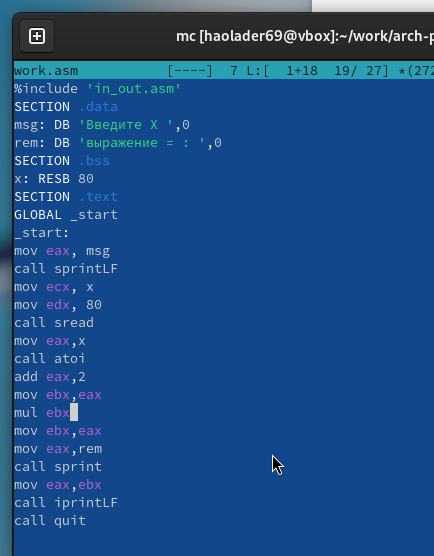 mc [haolader69@vbox]:~/work/arch-p
work.asm [----] 7 L:[ 1+18 19/ 27] *(272
%include 'in_out.asm'
SECTION .data
msg: DB 'Введите X ',0
rem: DB 'выражение = : ',0
SECTION .bss
x: RESB 80
SECTION .text
GLOBAL _start
_start:
mov eax, msg
call sprintLF
mov ecx, x
mov edx, 80
call sread
mov eax,x
call atoi
add eax,2
mov ebx,eax
mul ebx
mov ebx,eax
mov eax,rem
call sprint
mov eax,ebx
call iprintLF
call quit